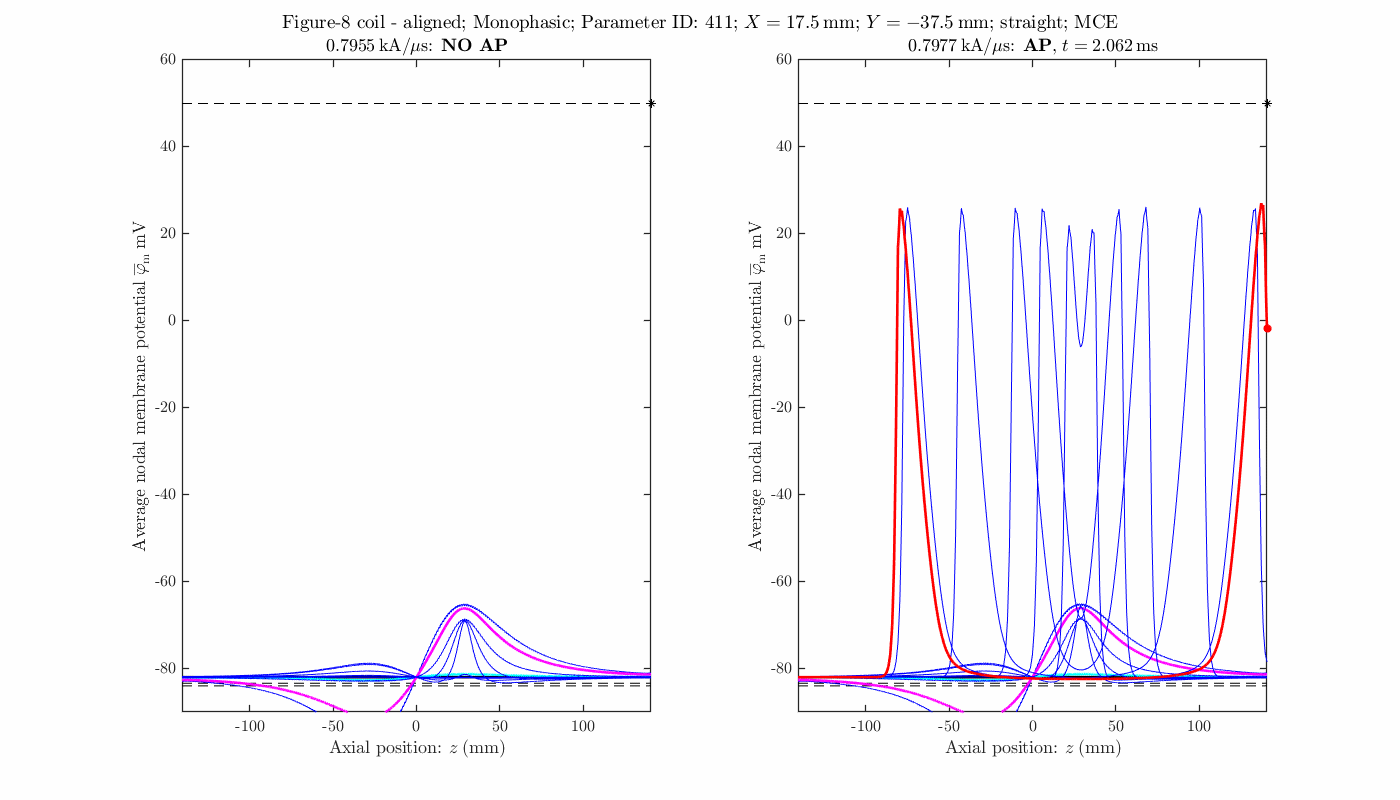 Figure-8 coil - aligned; Monophasic; Parameter ID: 411; X = 17.5 mm; Y = −37.5 mm; straight; MCE
0.7955 kA/μs: NO AP
60
40
20
0
-20
-40
-60
-80
Average nodal membrane potential φ̅m mV
-100 -50 0 50 100
Axial position: z (mm)
0.7977 kA/μs: AP, t = 2.062 ms
60
40
20
0
-20
-40
-60
-80
Average nodal membrane potential φ̅m mV
-100 -50 0 50 100
Axial position: z (mm)